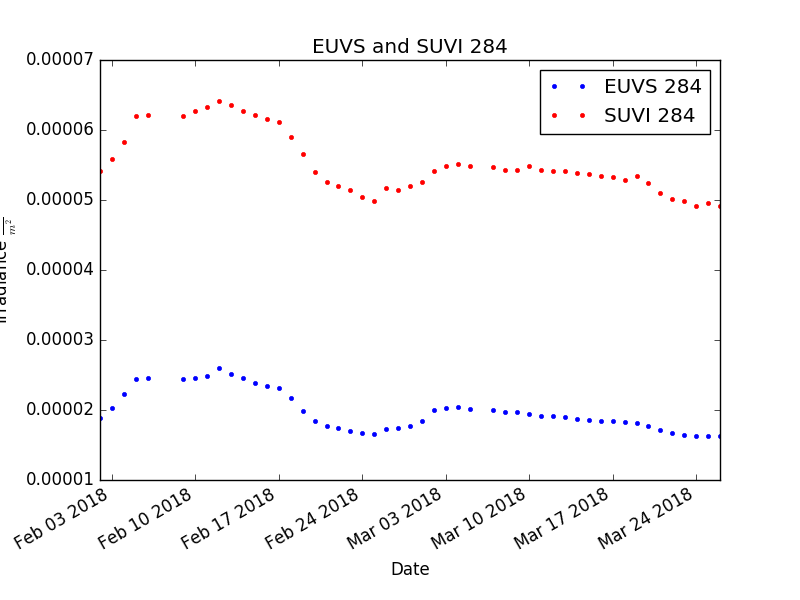 EUVS and SUVI 284
EUVS 284
SUVI 284
0.00007
0.00006
0.00005
0.00004
0.00003
0.00002
0.00001
Irradiance
m²
Feb 03 2018
Feb 10 2018
Feb 17 2018
Feb 24 2018
Mar 03 2018
Mar 10 2018
Mar 17 2018
Mar 24 2018
Date